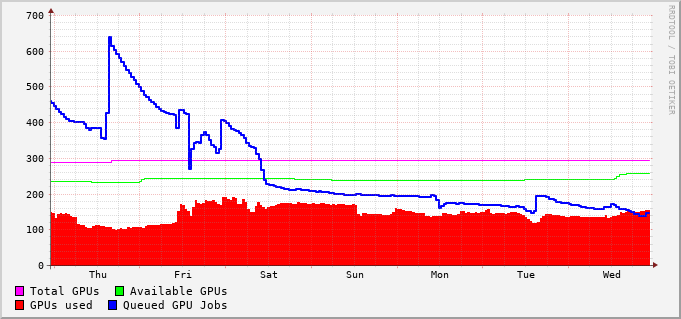 700
600
500
400
300
200
100
0
Thu Fri Sat Sun Mon Tue Wed
RRDTOOL / TOBI OETIKER
Total GPUs Available GPUs
GPUs used Queued GPU Jobs